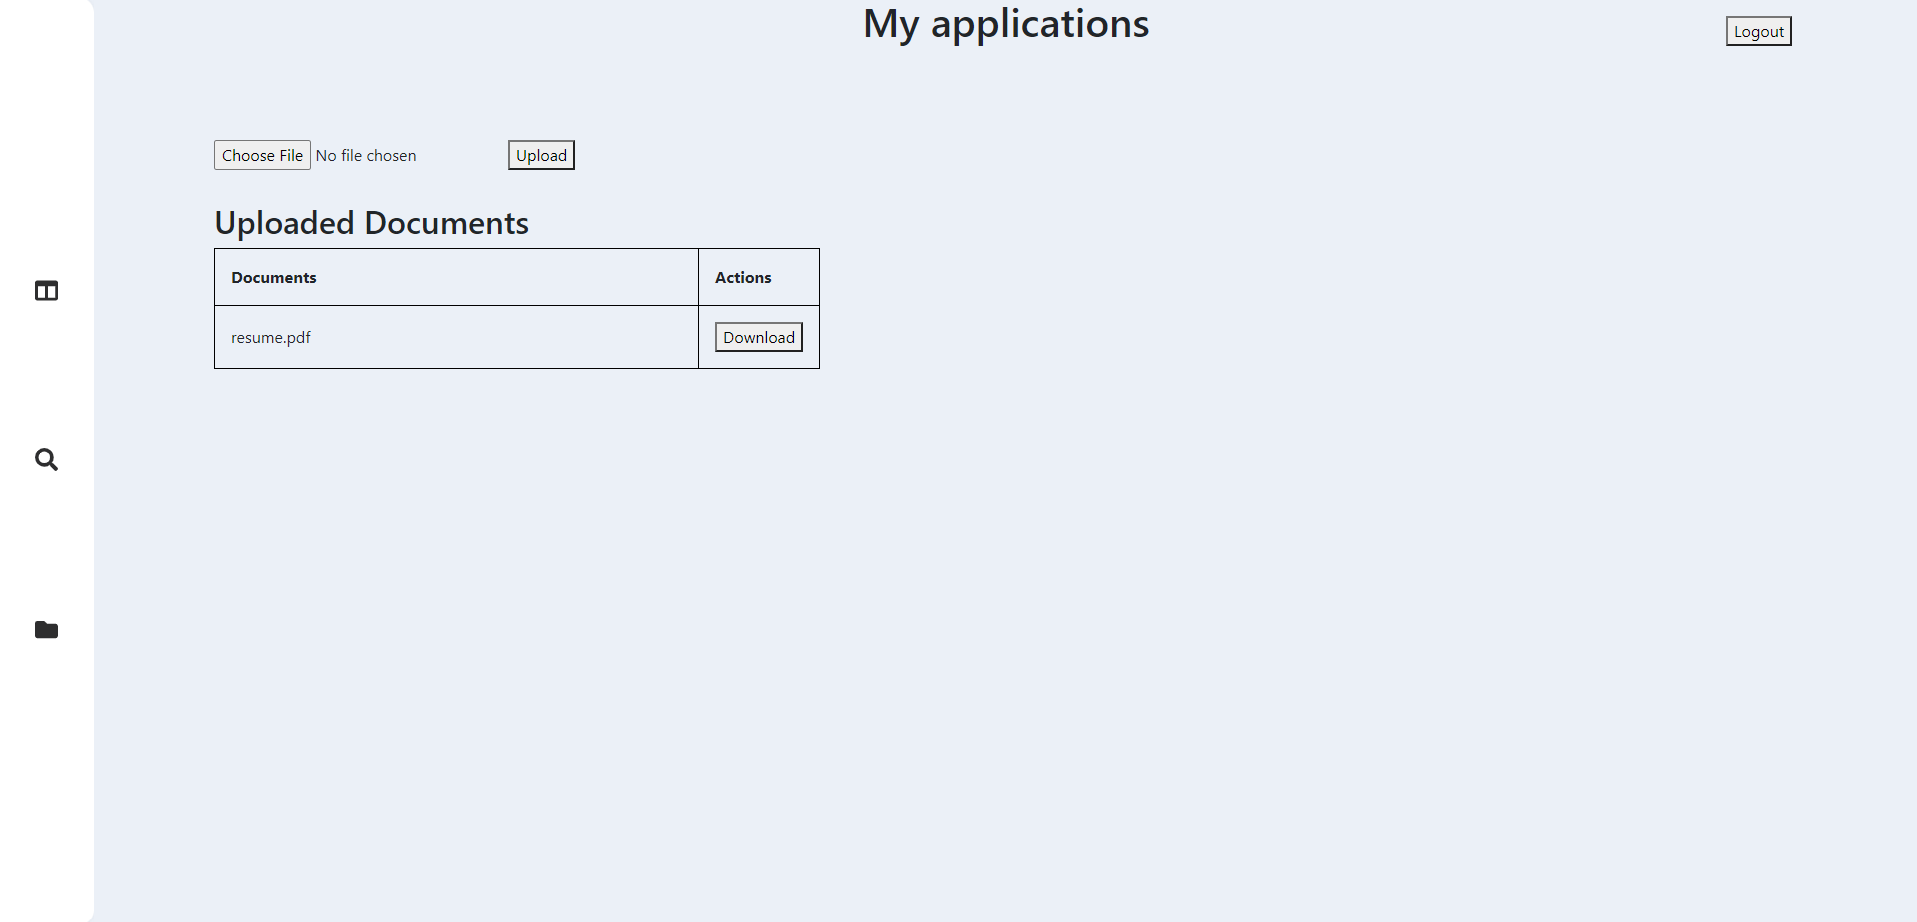 My applications
Logout
Choose File No file chosen Upload
Uploaded Documents
Documents Actions
resume.pdf Download